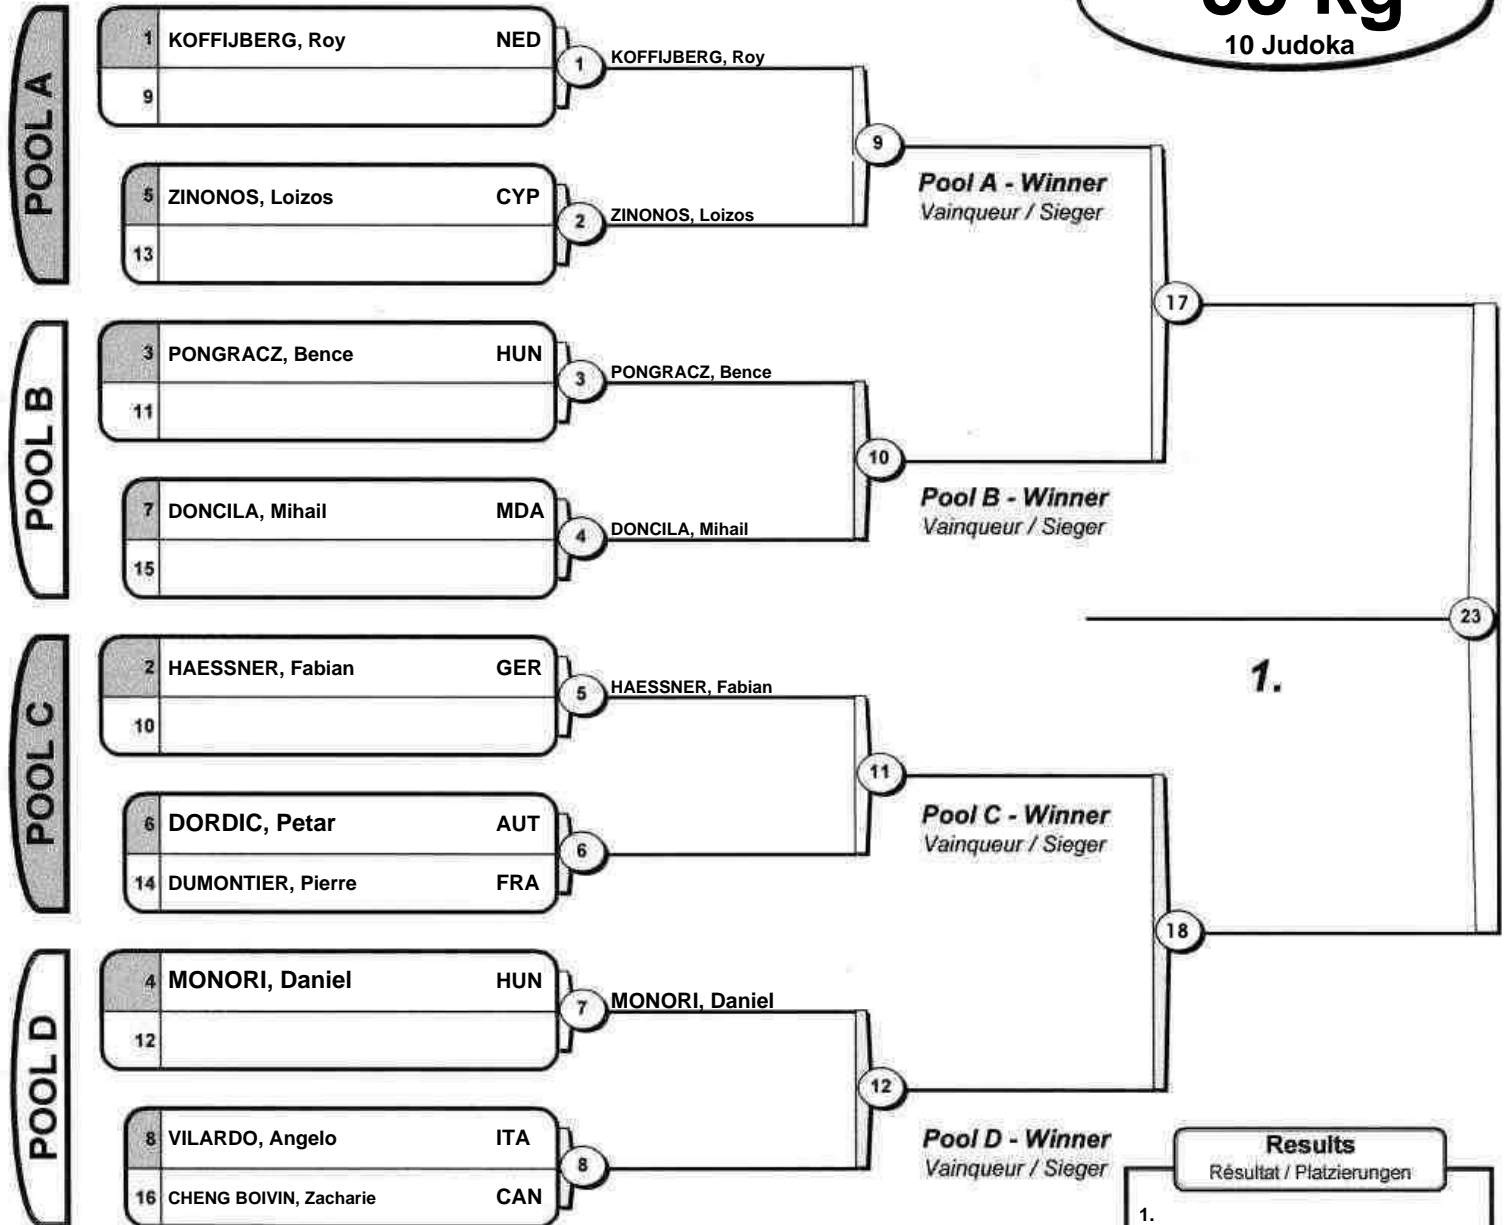 kg
10 Judoka
POOL A
1 KOFFIJBERG, Roy NED
9
1
KOFFIJBERG, Roy
5 ZINONOS, Loizos CYP
13
2
ZINONOS, Loizos
9
Pool A - Winner
Vainqueur / Sieger
POOL B
3 PONGRACZ, Bence HUN
11
3
PONGRACZ, Bence
7 DONCILA, Mihail MDA
15
4
DONCILA, Mihail
10
Pool B - Winner
Vainqueur / Sieger
17
POOL C
2 HAESSNER, Fabian GER
10
5
HAESSNER, Fabian
6 DORDIC, Petar AUT
14 DUMONTIER, Pierre FRA
6
11
Pool C - Winner
Vainqueur / Sieger
23
1.
POOL D
4 MONORI, Daniel HUN
12
7
MONORI, Daniel
8 VILARDO, Angelo ITA
16 CHENG BOIVIN, Zacharie CAN
8
12
Pool D - Winner
Vainqueur / Sieger
18
Results
Résultat / Platzierungen
1.